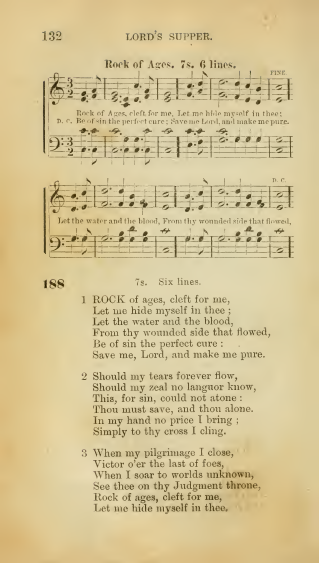 132 LORD'S SUPPER.
Rock of Ages. 7s. 6 lines.
FINE
Rock of Ages, cleft for me, Let me hide myself in thee;
D. C. Be of sin the perfect cure; Save me Lord, and make me pure.
D. C.
Let the water and the blood, From thy wounded side that flowed,
188 7s. Six lines.
1 ROCK of ages, cleft for me,
Let me hide myself in thee;
Let the water and the blood,
From thy wounded side that flowed,
Be of sin the perfect cure:
Save me, Lord, and make me pure.
2 Should my tears forever flow,
Should my zeal no languor know,
This, for sin, could not atone:
Thou must save, and thou alone.
In my hand no price I bring;
Simply to thy cross I cling.
3 When my pilgrimage I close,
Victor o'er the last of foes,
When I soar to worlds unknown,
See thee on thy Judgment throne,
Rock of ages, cleft for me,
Let me hide myself in thee.